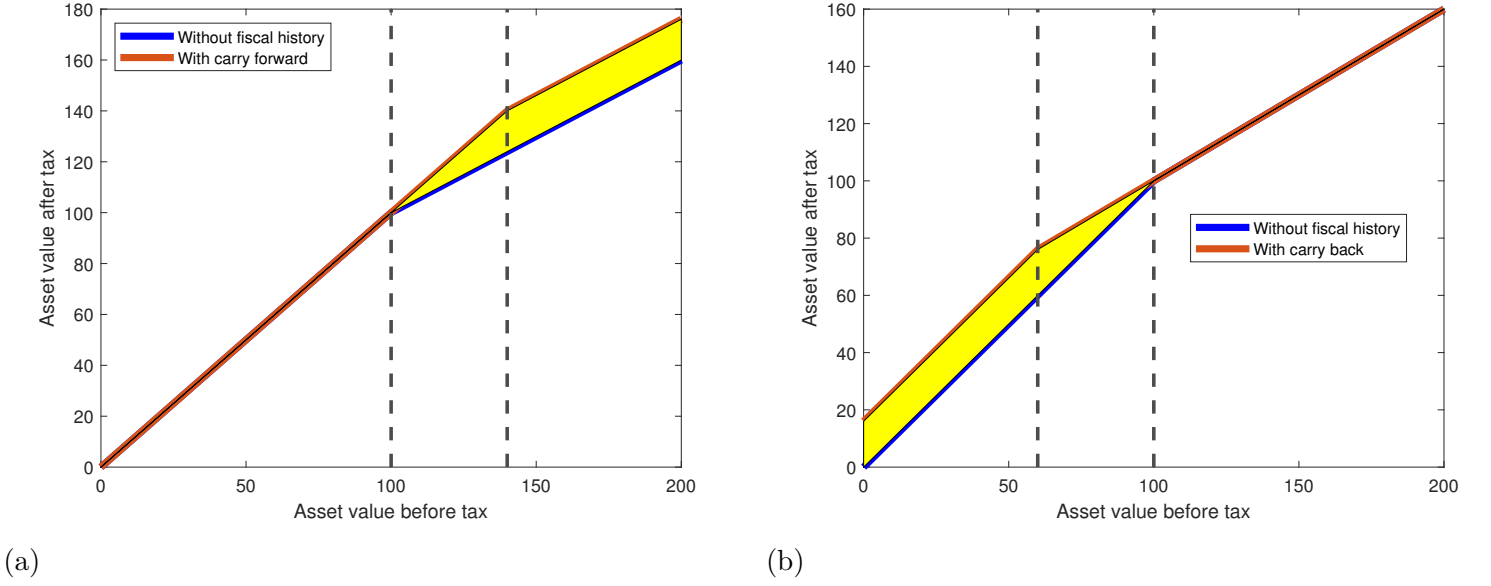 180
160
140
120
100
80
60
40
20
0
Asset value after tax
Without fiscal history
With carry forward
0 50 100 150 200
Asset value before tax
(a)
160
140
120
100
80
60
40
20
0
Asset value after tax
Without fiscal history
With carry back
0 50 100 150 200
Asset value before tax
(b)